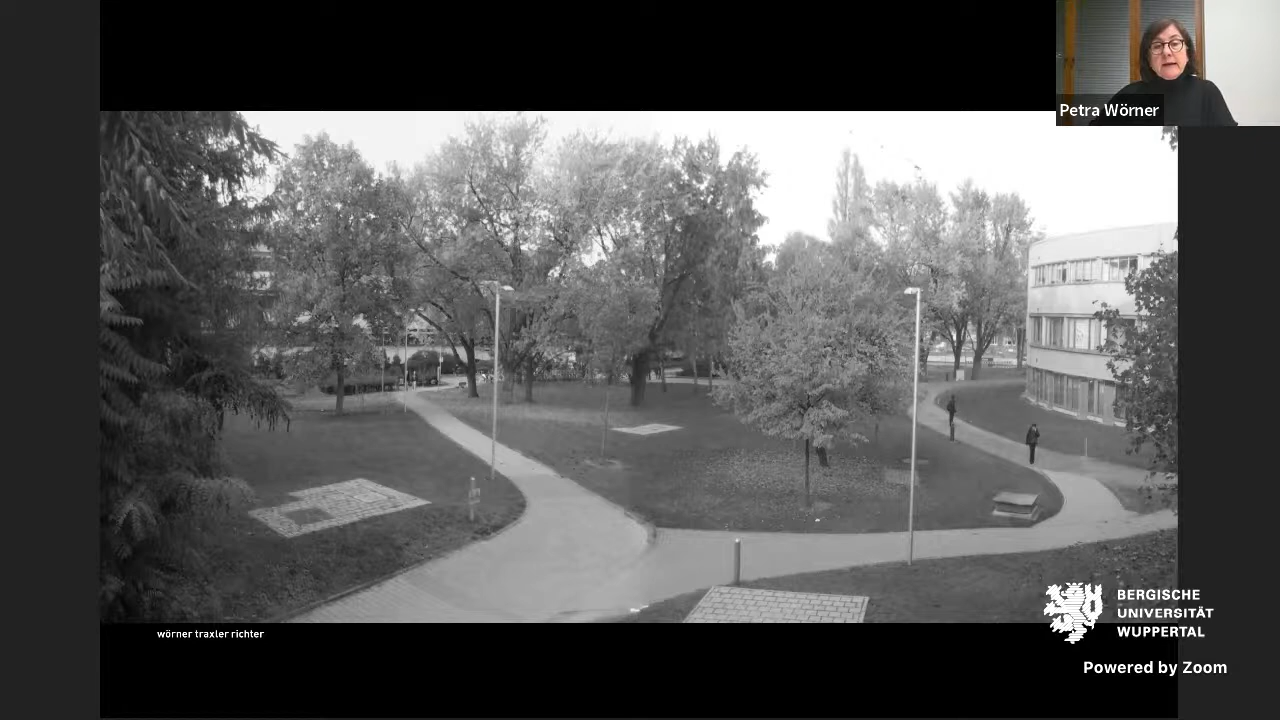 Petra Wörner
wörner traxler richter
BERGISCHE
UNIVERSITÄT
WUPPERTAL
Powered by Zoom